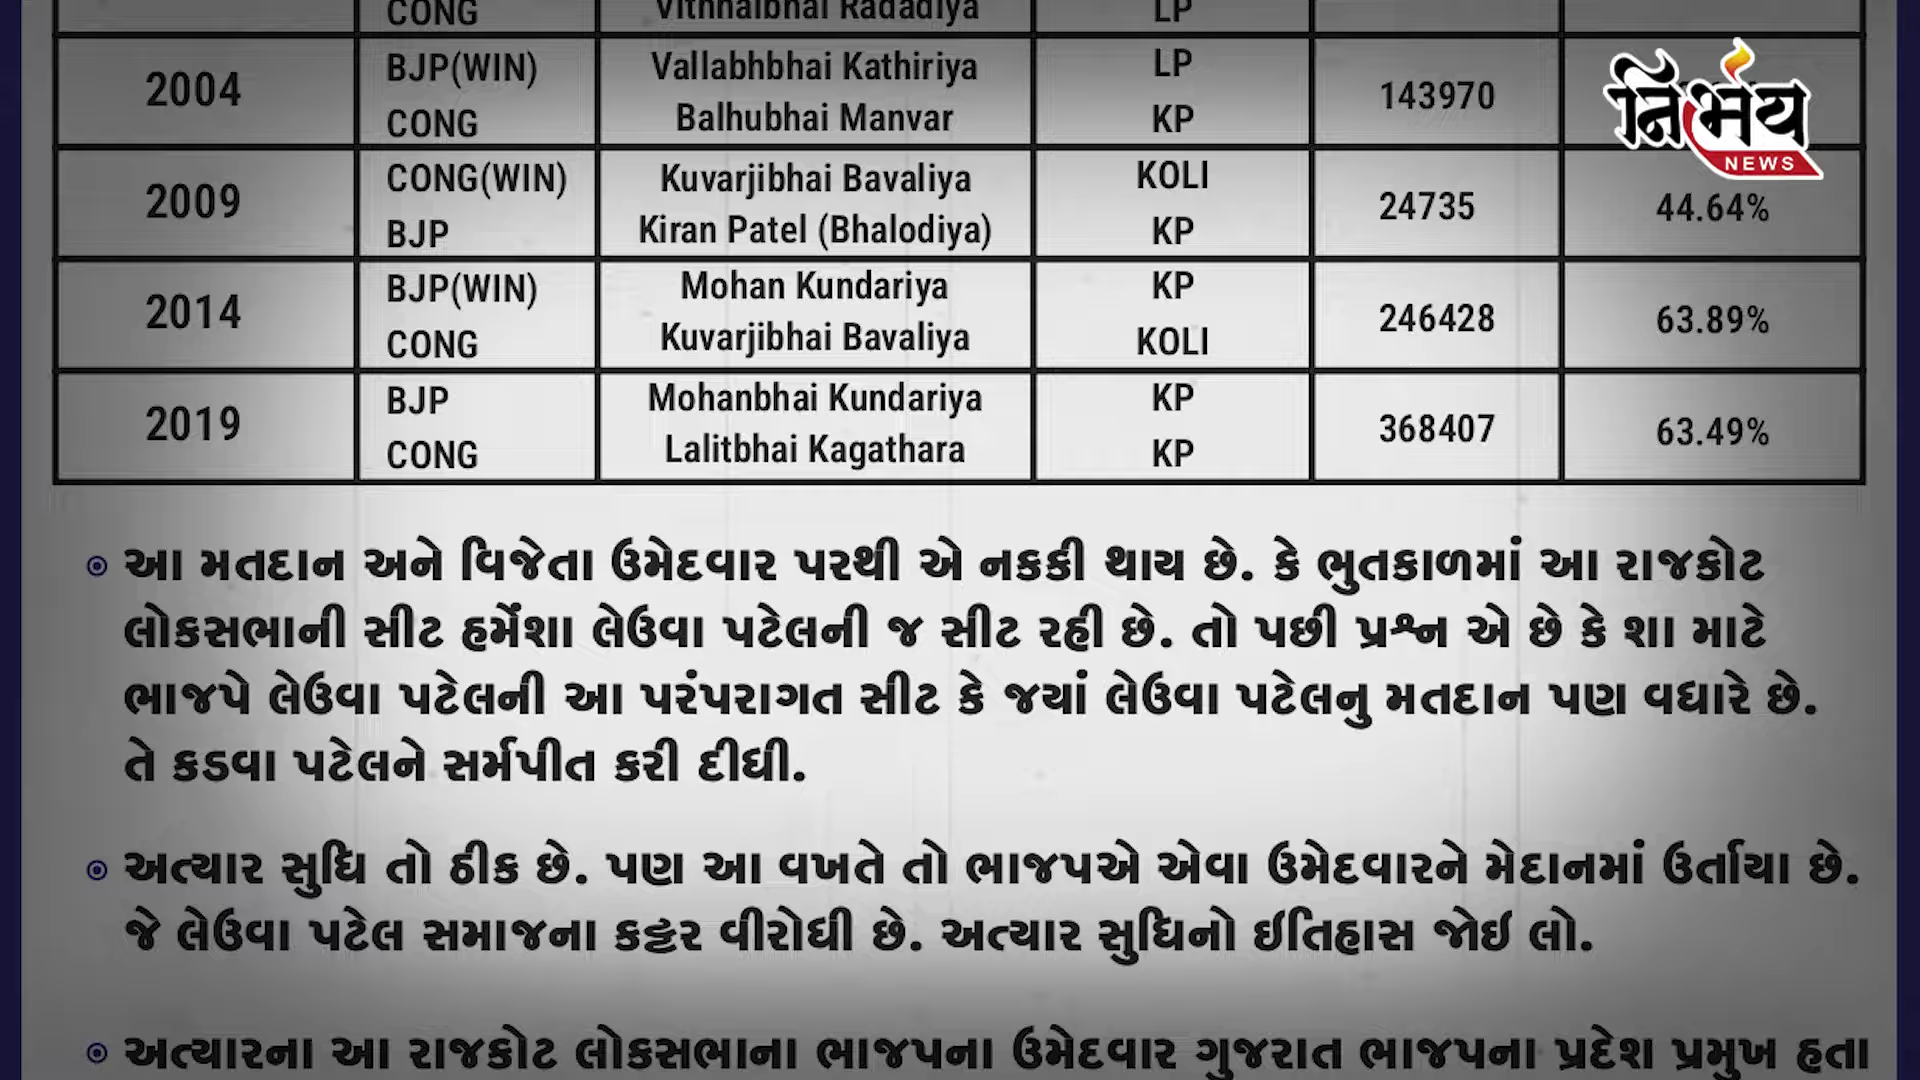 CONG Vithhalbhai Radadiya LP
2004 BJP(WIN) Vallabhbhai Kathiriya LP 143970
CONG Balhubhai Manvar KP
2009 CONG(WIN) Kuvarjibhai Bavaliya KOLI 24735 44.64%
BJP Kiran Patel (Bhalodiya) KP
2014 BJP(WIN) Mohan Kundariya KP 246428 63.89%
CONG Kuvarjibhai Bavaliya KOLI
2019 BJP Mohanbhai Kundariya KP 368407 63.49%
CONG Lalitbhai Kagathara KP
નિર્ભય
NEWS
આ મતદાન અને વિજેતા ઉમેદવાર પરથી એ નકકી થાય છે. કે ભુતકાળમાં આ રાજકોટ
લોકસભાની સીટ હર્મેંશા લેઉવા પટેલની જ સીટ રહી છે. તો પછી પ્રશ્ન એ છે કે શા માટે
ભાજપે લેઉવા પટેલની આ પરંપરાગત સીટ કે જયાં લેઉવા પટેલનુ મતદાન પણ વધારે છે.
તે કડવા પટેલને સર્મપીત કરી દીધી.
અત્યાર સુધિ તો ઠીક છે. પણ આ વખતે તો ભાજપએ એવા ઉમેદવારને મેદાનમાં ઉર્તાયા છે.
જે લેઉવા પટેલ સમાજના કટ્ટર વીરોધી છે. અત્યાર સુધિનો ઈતિહાસ જોઈ લો.
અત્યારના આ રાજકોટ લોકસભાના ભાજપના ઉમેદવાર ગુજરાત ભાજપના પ્રદેશ પ્રમુખ હતા